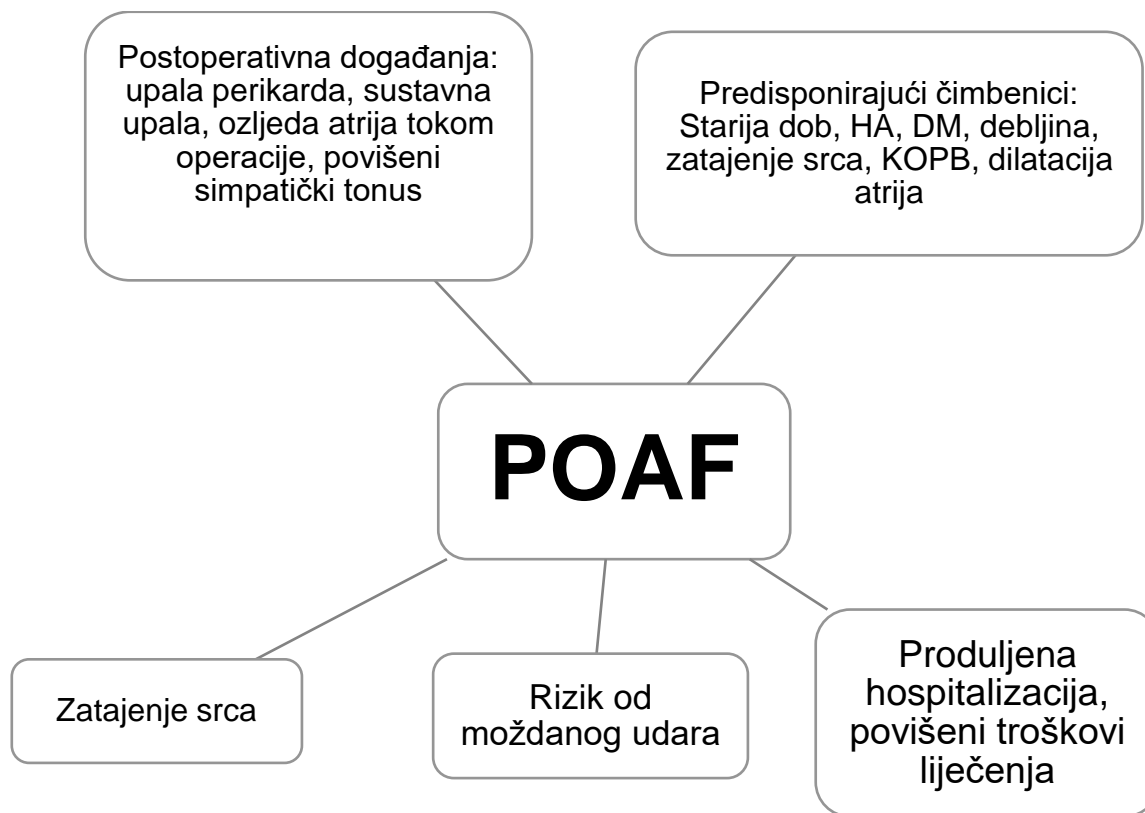 Postoperativna događanja:
upala perikarda, sustavna
upala, ozljeda atrija tokom
operacije, povišeni
simpatički tonus
Predisponirajući čimbenici:
Starija dob, HA, DM, debljina,
zatajenje srca, KOPB, dilatacija
atrija
POAF
Zatajenje srca
Rizik od
moždanog udara
Produljena
hospitalizacija,
povišeni troškovi
liječenja